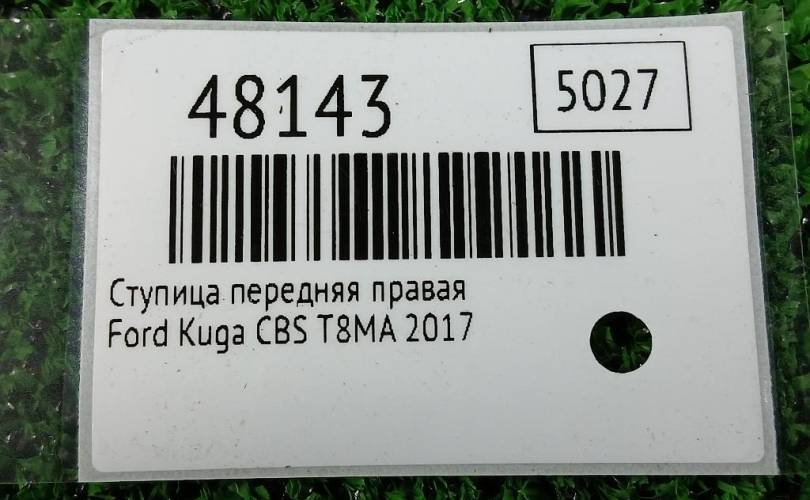 48143
5027
Ступица передняя правая
Ford Kuga CBS T8MA 2017